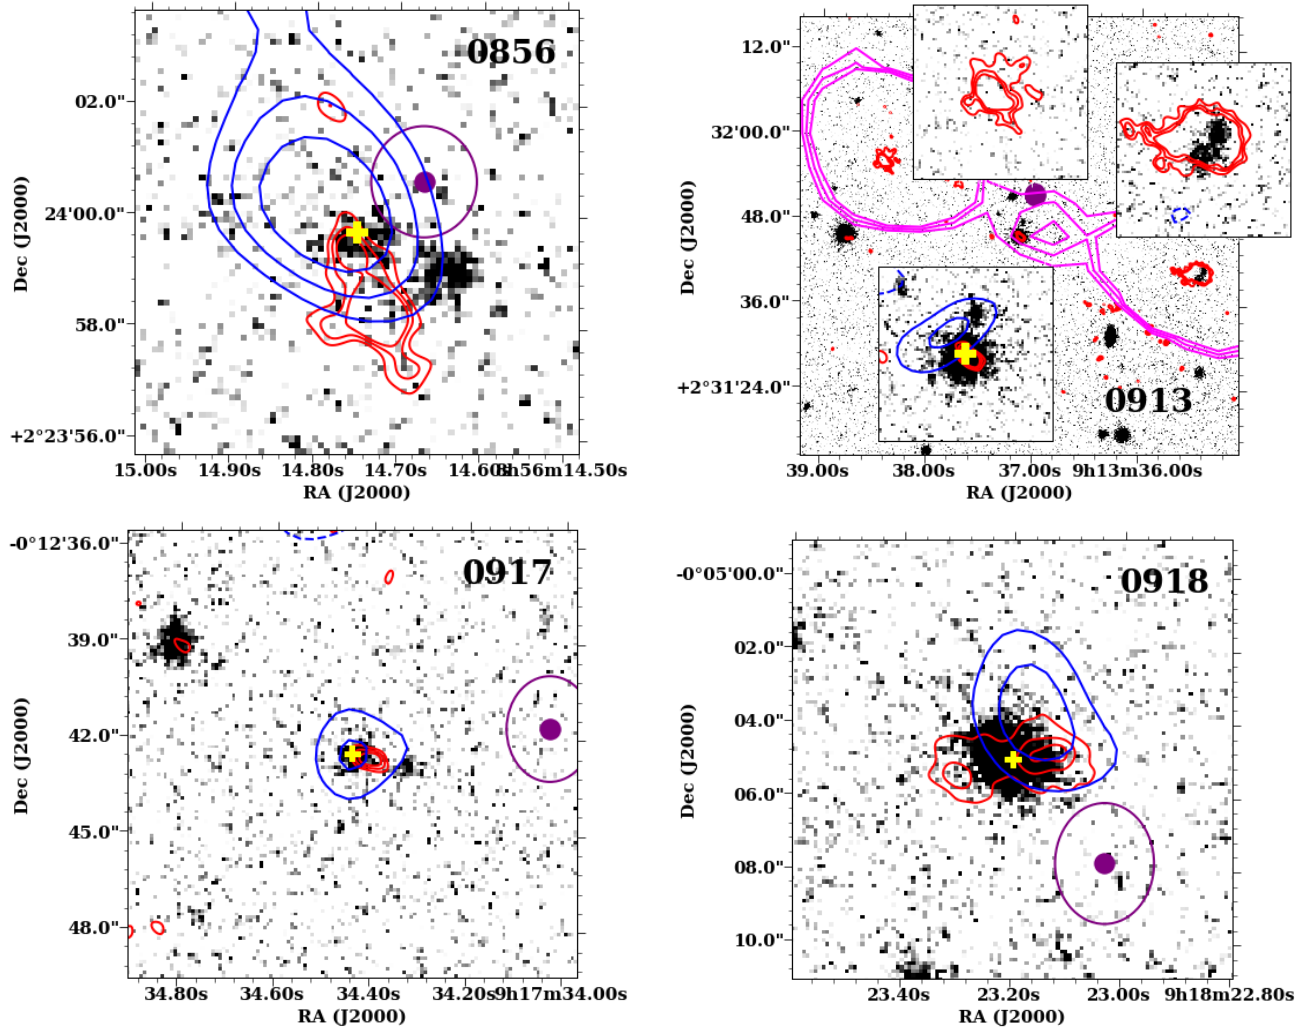 0856
02.0"
24'00.0"
58.0"
+2°23'56.0"
Dec (J2000)
15.00s 14.90s 14.80s 14.70s 14.60s 8h56m14.50s
RA (J2000)
0913
12.0"
32'00.0"
48.0"
36.0"
+2°31'24.0"
Dec (J2000)
39.00s 38.00s 37.00s 9h13m36.00s
RA (J2000)
0917
-0°12'36.0"
39.0"
42.0"
45.0"
48.0"
Dec (J2000)
34.80s 34.60s 34.40s 34.20s 9h17m34.00s
RA (J2000)
0918
-0°05'00.0"
02.0"
04.0"
06.0"
08.0"
10.0"
Dec (J2000)
23.40s 23.20s 23.00s 9h18m22.80s
RA (J2000)